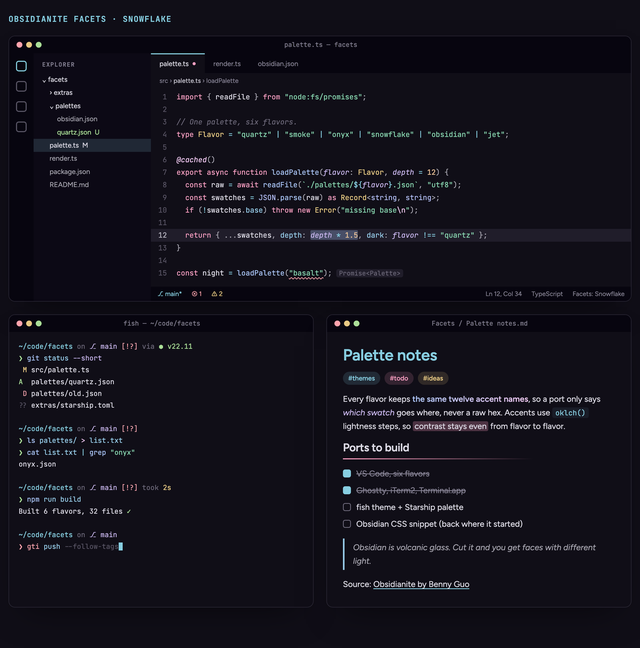 OBSIDIANITE FACETS · SNOWFLAKE
palette.ts — facets
EXPLORER
facets
extras
palettes
obsidian.json
quartz.json U
palette.ts M
render.ts
package.json
README.md
palette.ts render.ts obsidian.json
src › palette.ts › loadPalette
1 import { readFile } from "node:fs/promises";
2
3 // One palette, six flavors.
4 type Flavor = "quartz" | "smoke" | "onyx" | "snowflake" | "obsidian" | "jet";
5
6 @cached()
7 export async function loadPalette(flavor: Flavor, depth = 12) {
8 const raw = await readFile(`./palettes/${flavor}.json`, "utf8");
9 const swatches = JSON.parse(raw) as Record<string, string>;
10 if (!swatches.base) throw new Error("missing base\n");
11
12 return { ...swatches, depth: depth * 1.5, dark: flavor !== "quartz" };
13 }
14
15 const night = loadPalette("basalt"); Promise<Palette>
main* 1 2 Ln 12, Col 34 TypeScript Facets: Snowflake
fish — ~/code/facets
~/code/facets on ⎇ main [!?] via ● v22.11
❯ git status --short
M src/palette.ts
A palettes/quartz.json
D palettes/old.json
?? extras/starship.toml
~/code/facets on ⎇ main [!?]
❯ ls palettes/ > list.txt
❯ cat list.txt | grep "onyx"
onyx.json
~/code/facets on ⎇ main [!?] took 2s
❯ npm run build
Built 6 flavors, 32 files ✓
~/code/facets on ⎇ main
❯ gti push --follow-tags
Facets / Palette notes.md
Palette notes
#themes #todo #ideas
Every flavor keeps the same twelve accent names, so a port only says
which swatch goes where, never a raw hex. Accents use oklch()
lightness steps, so contrast stays even from flavor to flavor.
Ports to build
VS Code, six flavors
Ghostty, iTerm2, Terminal.app
fish theme + Starship palette
Obsidian CSS snippet (back where it started)
Obsidian is volcanic glass. Cut it and you get faces with different
light.
Source: Obsidianite by Benny Guo